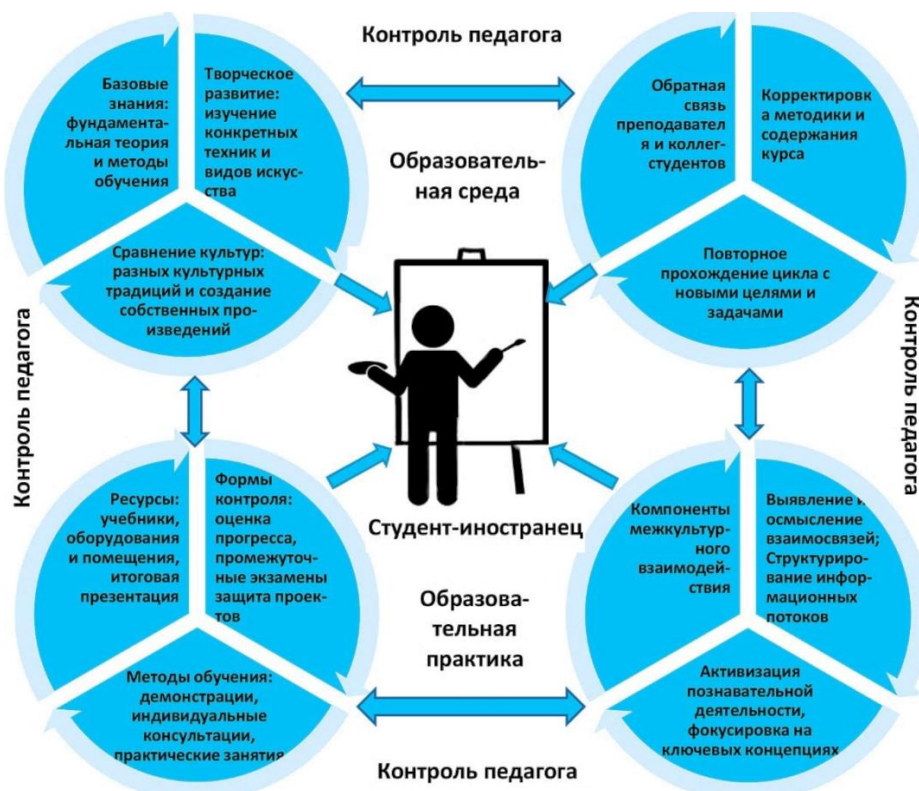 Контроль педагога
Базовые
знания:
фундамента-
льная теория
и методы
обучения
Творческое
развитие:
изучение
конкретных
техник и
видов искус-
ства
Сравнение культур:
разных культурных
традиций и создание
собственных про-
изведений
Образователь-
ная среда
Обратная
связь
преподавател
я и коллег-
студентов
Корректировк
а методики и
содержания
курса
Повторное
прохождение цикла с
новыми целями и
задачами
Контроль педагога
Контроль педагога
Студент-иностранец
Ресурсы:
учебники,
оборудования
и помещения,
итоговая
презентация
Формы
контроля:
оценка
прогресса,
промежуточ-
ные экзамены
защита проек-
тов
Методы обучения:
демонстрации,
индивидуальные
консультации,
практические занятия
Образова-
тельная
практика
Компоненты
межкультур-
ного
взаимодей-
ствия
Выявление и
осмысление
взаимосвязей;
Структуриро-
вание инфор-
мационных
потоков
Активизация
познавательной
деятельности,
фокусировка на
ключевых концепциях
Контроль педагога